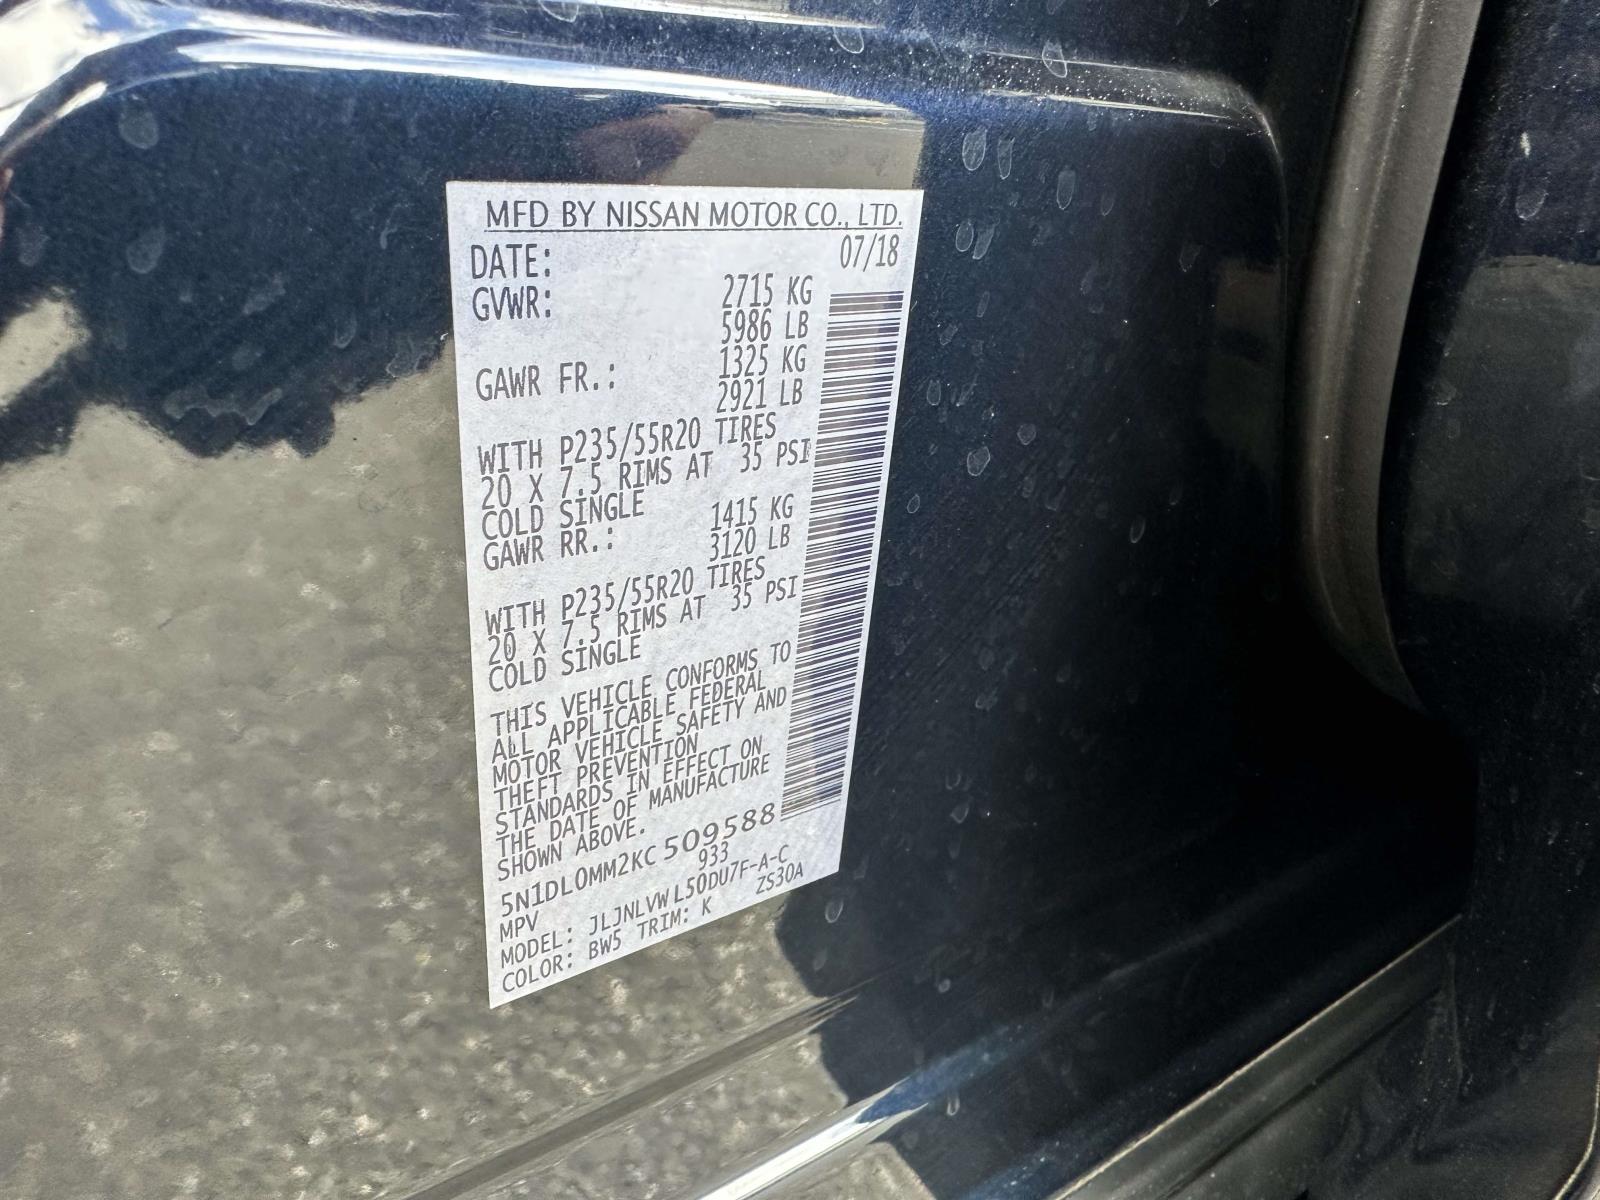 MFD BY NISSAN MOTOR CO., LTD.
DATE: 07/18
GVWR: 2715 KG
5986 LB
GAWR FR.: 1325 KG
2921 LB
WITH P235/55R20 TIRES
20 X 7.5 RIMS AT 35 PSI
COLD SINGLE
GAWR RR.: 1415 KG
3120 LB
WITH P235/55R20 TIRES
20 X 7.5 RIMS AT 35 PSI
COLD SINGLE
THIS VEHICLE CONFORMS TO
ALL APPLICABLE FEDERAL
MOTOR VEHICLE SAFETY AND
THEFT PREVENTION
STANDARDS IN EFFECT ON
THE DATE OF MANUFACTURE
SHOWN ABOVE.
5N1DL0MM2KC509588
MPV 933
MODEL: JLJNLVWL50DU7F-A-C
COLOR: BW5 TRIM: K ZS30A